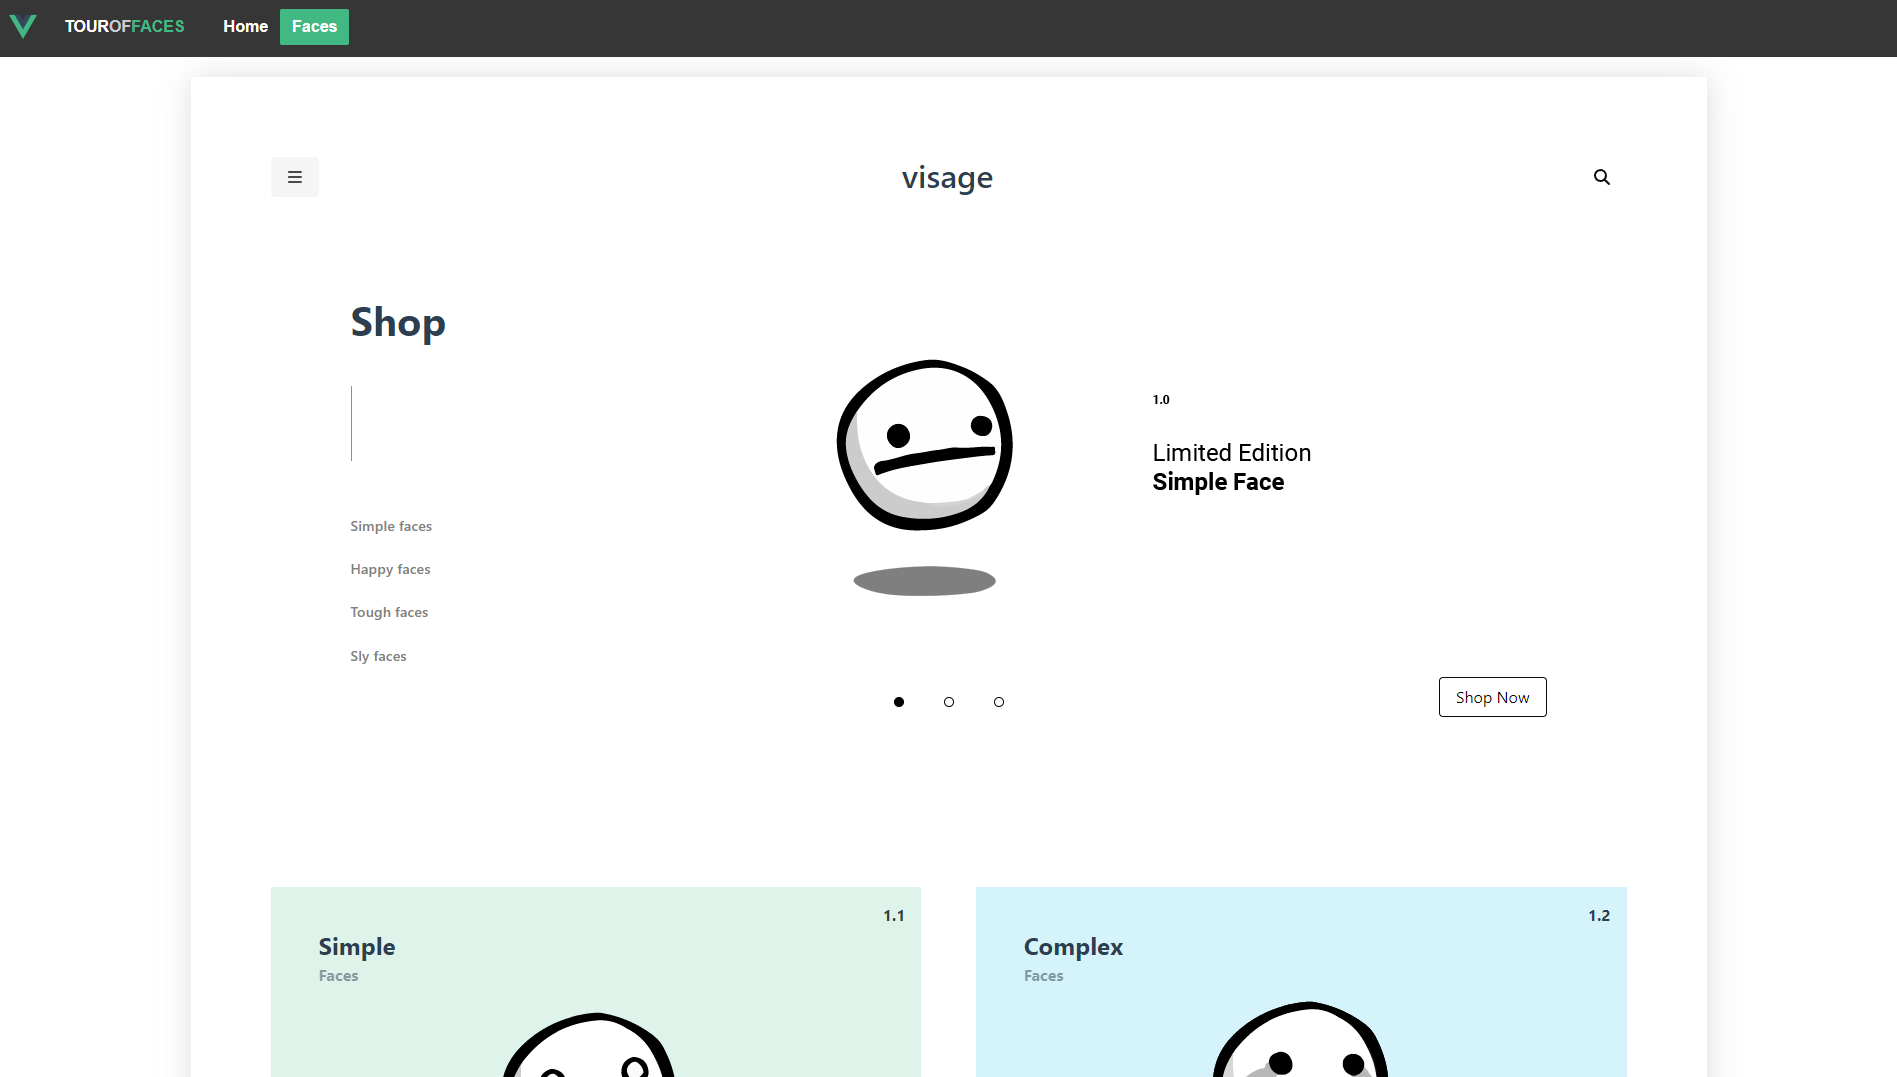 TOUROFFACES Home Faces
visage
Shop
1.0
Limited Edition
Simple Face
Simple faces
Happy faces
Tough faces
Sly faces
Shop Now
1.1
Simple
Faces
1.2
Complex
Faces